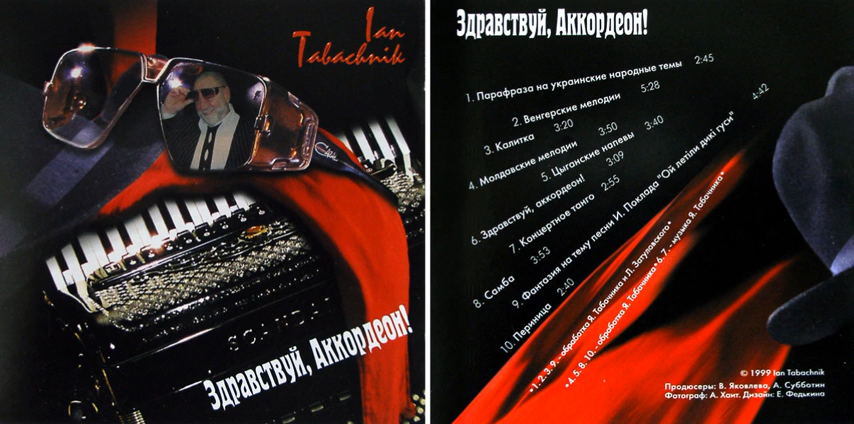 Ian
Tabachnik
Здравствуй, Аккордеон!
Здравствуй, Аккордеон!
1. Парафраза на украинские народные темы 2:45
2. Венгерские мелодии 5:28
3. Калитка 3:20
4. Молдавские мелодии 3:50
5. Цыганские напевы 3:40
6. Здравствуй, аккордеон! 3:09
7. Концертное танго 2:55
8. Самба 3:53
9. Фантазия на тему песни И. Поклада "Ой летіли дикі гуси" 4:42
10. Периница 2:40
• 1. 2. 3. 9. - обработка Я. Табачника и Л. Затуловского •
• 4. 5. 8. 10. - обработка Я. Табачника • 6. 7. - музыка Я. Табачника •
© 1999 Ian Tabachnik
Продюсеры: В. Яковлева, А. Субботин
Фотограф: А. Хаит. Дизайн: Е. Федькина